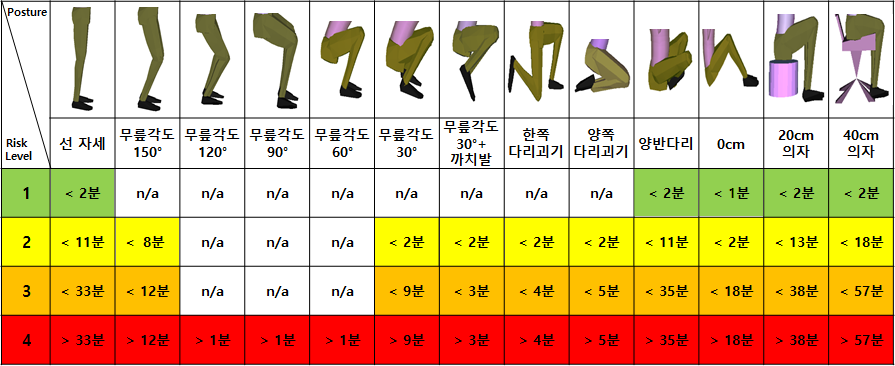 Posture
Risk
Level
선 자세
무릎각도
150°
무릎각도
120°
무릎각도
90°
무릎각도
60°
무릎각도
30°
무릎각도
30°+
까치발
한쪽
다리괴기
양쪽
다리괴기
양반다리
0cm
20cm
의자
40cm
의자
1 < 2분 n/a n/a n/a n/a n/a n/a n/a n/a < 2분 < 1분 < 2분 < 2분
2 < 11분 < 8분 n/a n/a n/a < 2분 < 2분 < 2분 < 2분 < 11분 < 2분 < 13분 < 18분
3 < 33분 < 12분 n/a n/a n/a < 9분 < 3분 < 4분 < 5분 < 35분 < 18분 < 38분 < 57분
4 > 33분 > 12분 > 1분 > 1분 > 1분 > 9분 > 3분 > 4분 > 5분 > 35분 > 18분 > 38분 > 57분